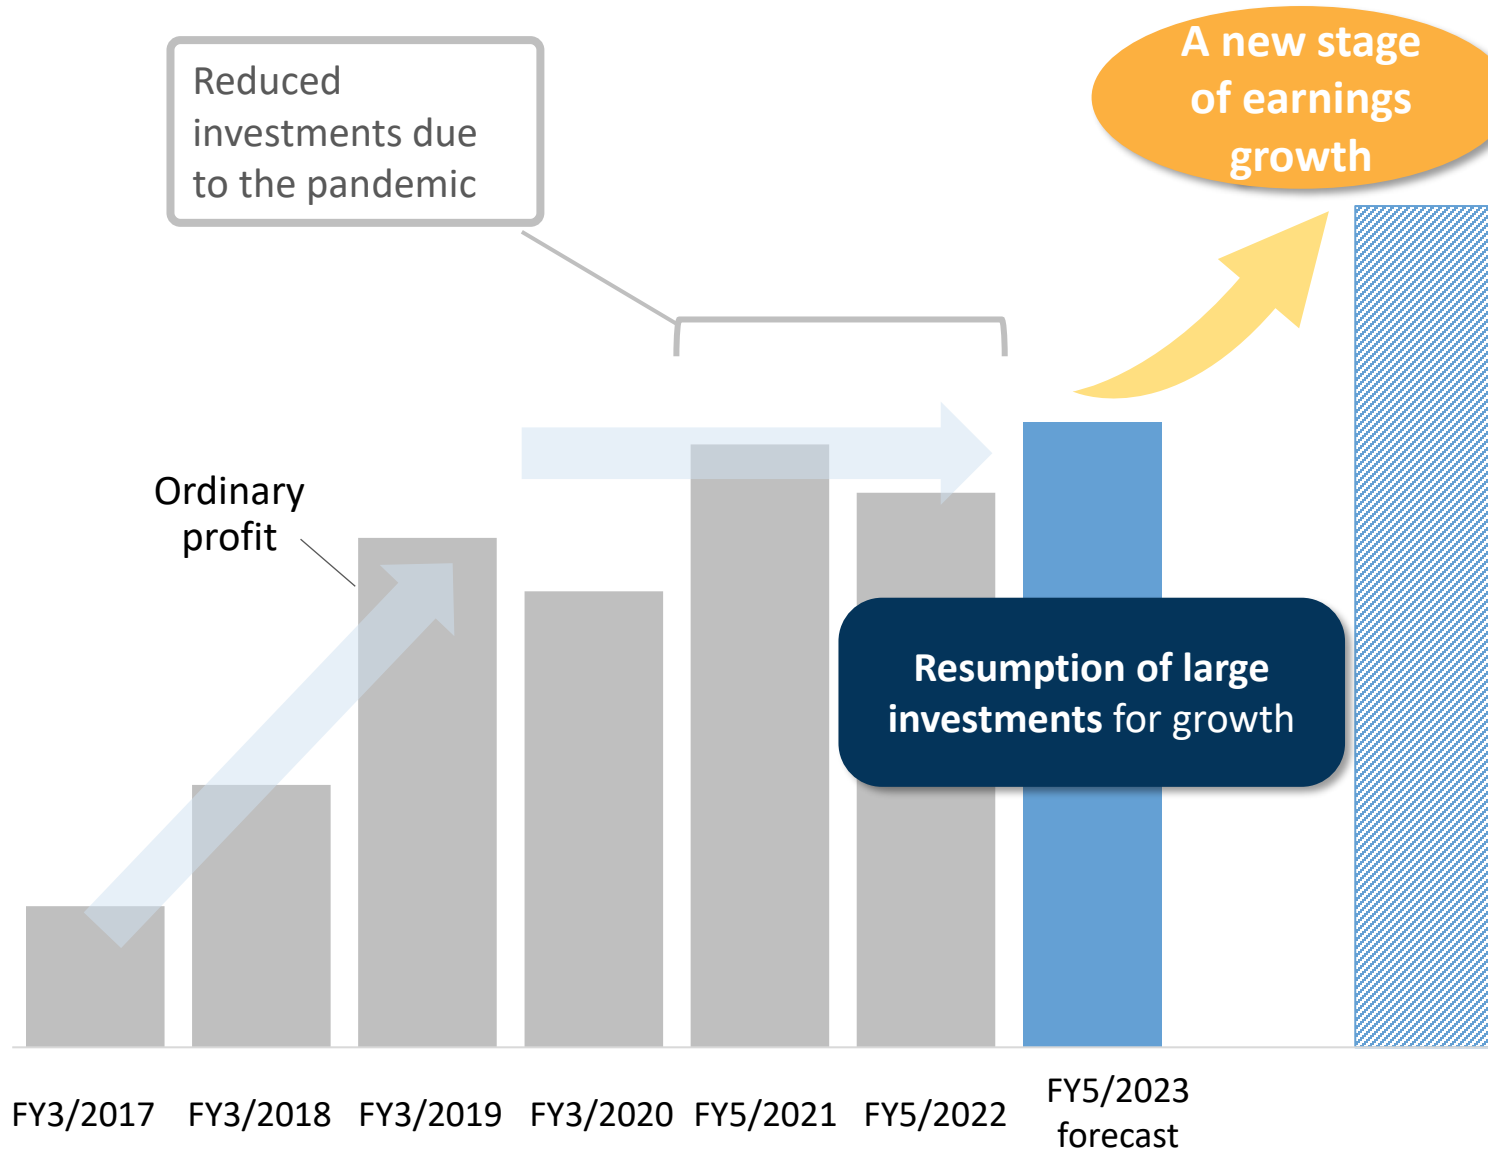 A new stage
of earnings
growth
Reduced
investments due
to the pandemic
Ordinary
profit
Resumption of large
investments for growth
FY3/2017
FY3/2018
FY3/2019
FY3/2020
FY5/2021
FY5/2022
FY5/2023
forecast